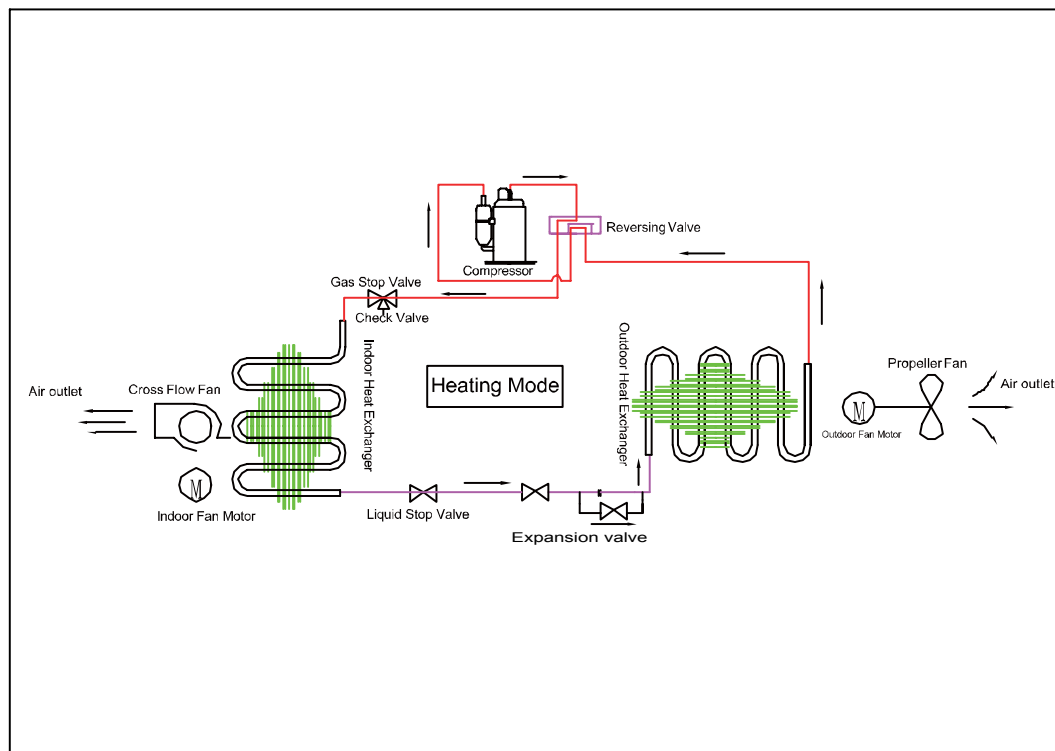 Reversing Valve
Compressor
Gas Stop Valve
Check Valve
Indoor Heat Exchanger
Outdoor Heat Exchanger
Heating Mode
Air outlet
Cross Flow Fan
M
Indoor Fan Motor
Propeller Fan
Air outlet
M
Outdoor Fan Motor
Liquid Stop Valve
Expansion valve